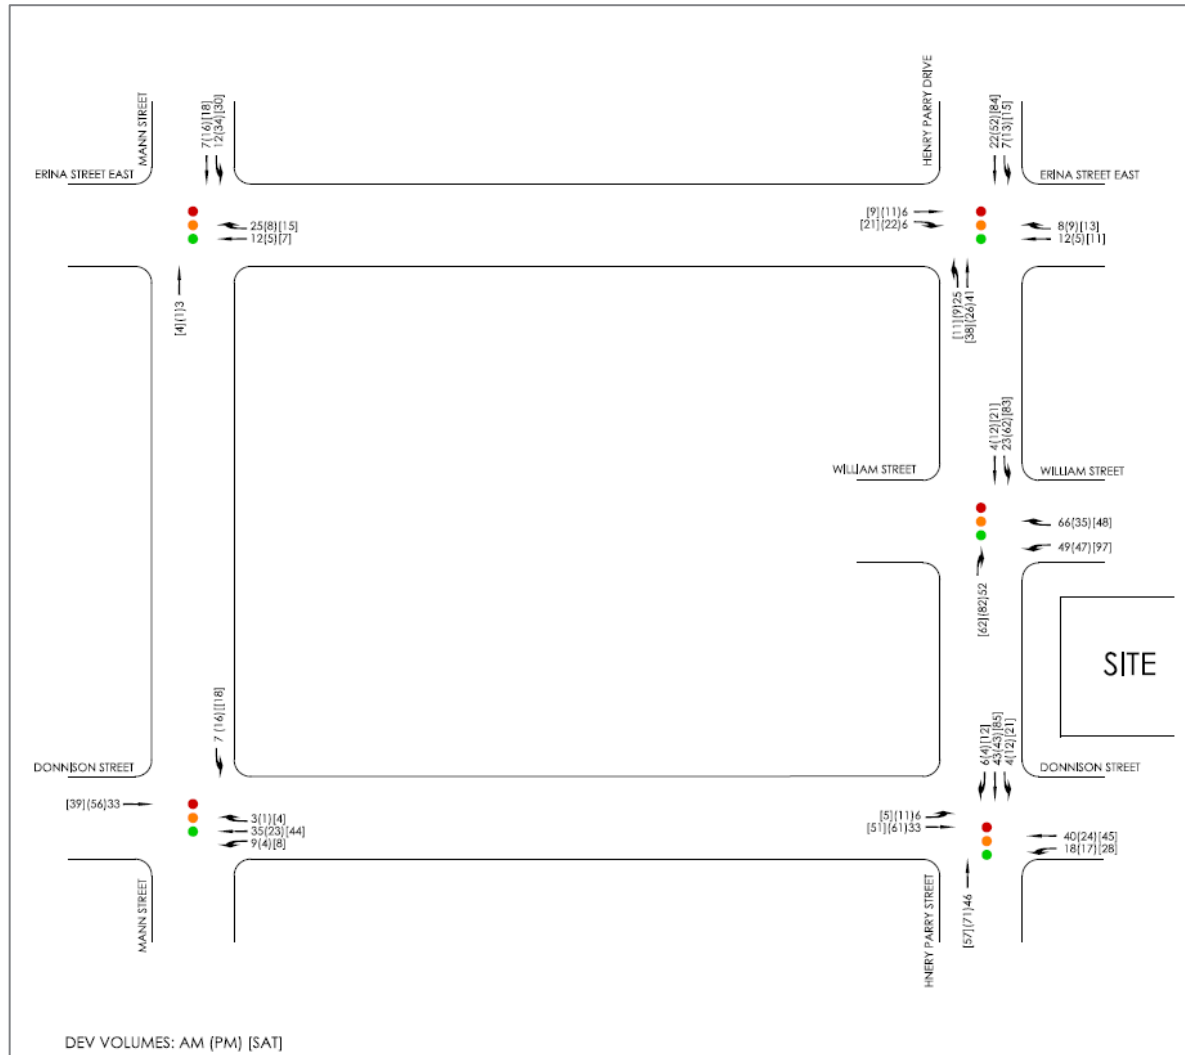 MANN STREET
7(16)[18]
12(34)[30]
HENRY PARRY DRIVE
22(52)[84]
7(13)[15]
ERINA STREET EAST
ERINA STREET EAST
25(8)[15]
12(5)[7]
[9](11)6
[21](22)6
8(9)[13]
12(5)[11]
[4](1)3
[11](9)25
[38](26)41
4(12)[21]
23(62)[83]
WILLIAM STREET
WILLIAM STREET
66(35)[48]
49(47)[97]
[62](82)52
SITE
7 (16)[[18]
6(4)[12]
43(43)[85]
4(12)[21]
DONNISON STREET
DONNISON STREET
[39](56)33
3(1)[4]
35(23)[44]
9(4)[8]
[5](11)6
[51](61)33
40(24)[45]
18(17)[28]
MANN STREET
HNERY PARRY STREET
[57](71)46
DEV VOLUMES: AM (PM) [SAT]